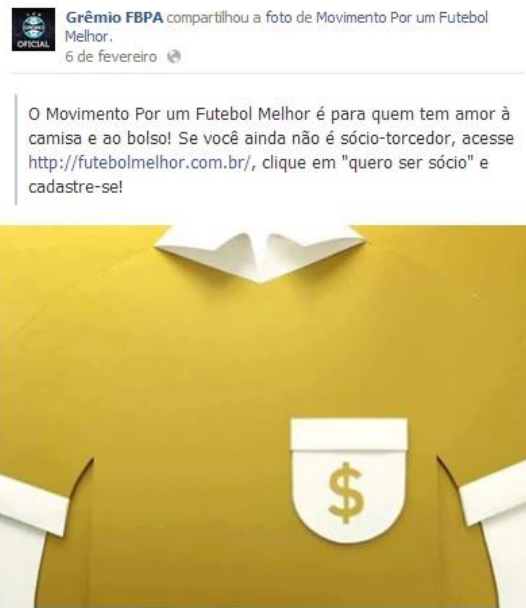 Grêmio FBPA compartilhou a foto de Movimento Por um Futebol
Melhor.
6 de fevereiro
OFICIAL
O Movimento Por um Futebol Melhor é para quem tem amor à
camisa e ao bolso! Se você ainda não é sócio-torcedor, acesse
http://futebolmelhor.com.br/, clique em "quero ser sócio" e
cadastre-se!
$